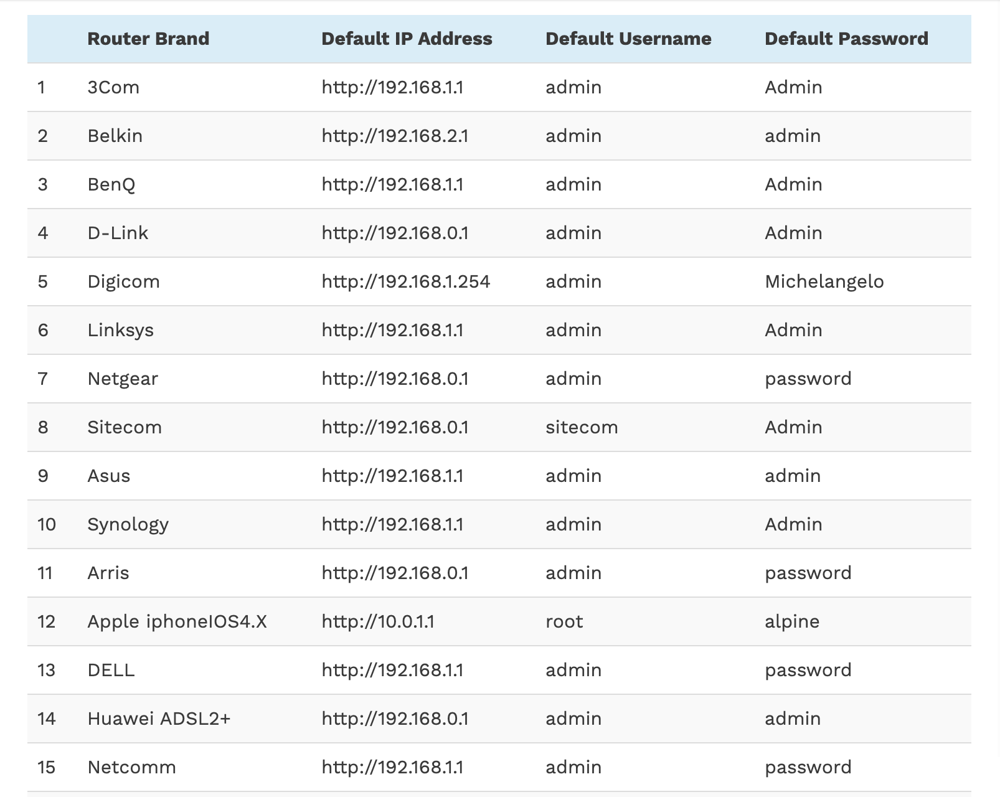 Router Brand Default IP Address Default Username Default Password
1 3Com http://192.168.1.1 admin Admin
2 Belkin http://192.168.2.1 admin admin
3 BenQ http://192.168.1.1 admin Admin
4 D-Link http://192.168.0.1 admin Admin
5 Digicom http://192.168.1.254 admin Michelangelo
6 Linksys http://192.168.1.1 admin Admin
7 Netgear http://192.168.0.1 admin password
8 Sitecom http://192.168.0.1 sitecom Admin
9 Asus http://192.168.1.1 admin admin
10 Synology http://192.168.1.1 admin Admin
11 Arris http://192.168.0.1 admin password
12 Apple iphoneIOS4.X http://10.0.1.1 root alpine
13 DELL http://192.168.1.1 admin password
14 Huawei ADSL2+ http://192.168.0.1 admin admin
15 Netcomm http://192.168.1.1 admin password